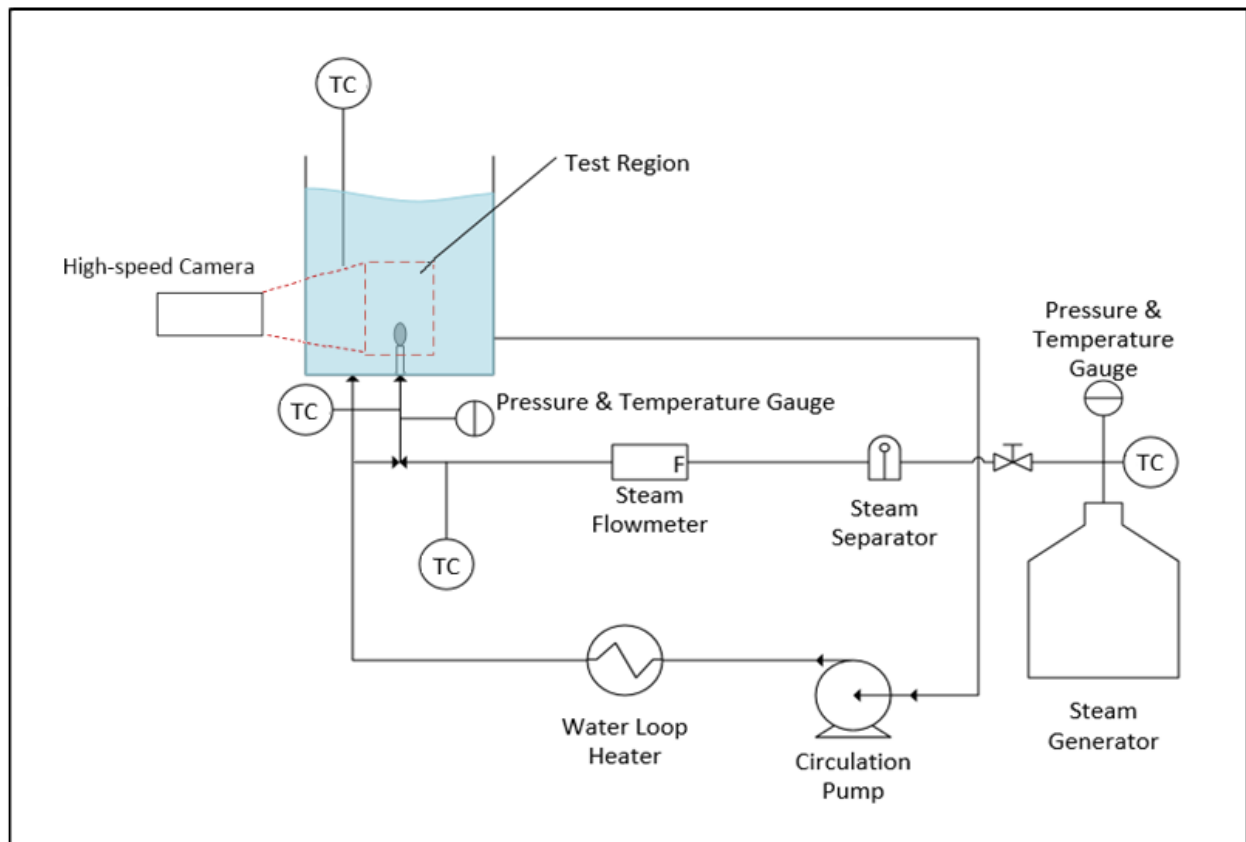 TC
Test Region
High-speed Camera
Pressure &
Temperature
Gauge
TC
Pressure & Temperature Gauge
F
TC
Steam
Flowmeter
Steam
Separator
TC
Water Loop
Heater
Circulation
Pump
Steam
Generator